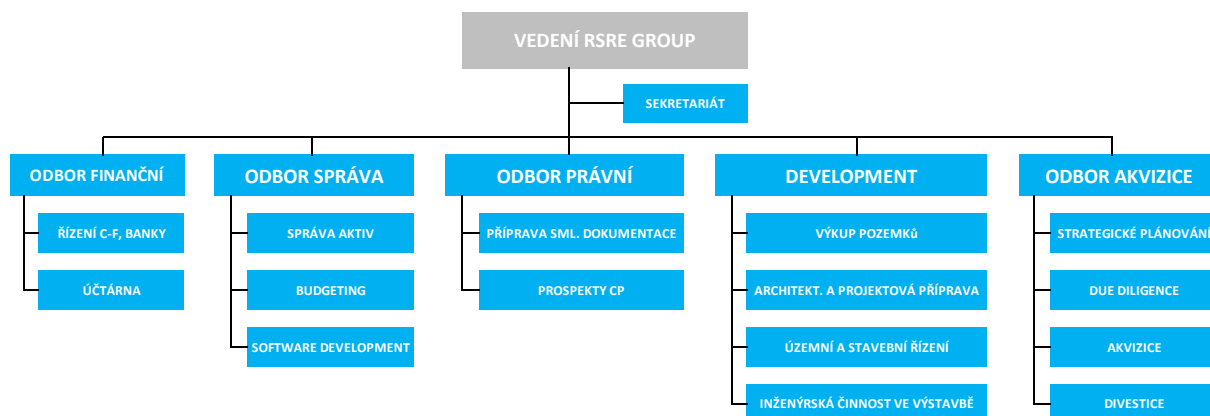 VEDENÍ RSRE GROUP
SEKRETARIÁT
ODBOR FINANČNÍ
ŘÍZENÍ C-F, BANKY
ÚČTÁRNA
ODBOR SPRÁVA
SPRÁVA AKTIV
BUDGETING
SOFTWARE DEVELOPMENT
ODBOR PRÁVNÍ
PŘÍPRAVA SML. DOKUMENTACE
PROSPEKTY CP
DEVELOPMENT
VÝKUP POZEMKů
ARCHITEKT. A PROJEKTOVÁ PŘÍPRAVA
ÚZEMNÍ A STAVEBNÍ ŘÍZENÍ
INŽENÝRSKÁ ČINNOST VE VÝSTAVBĚ
ODBOR AKVIZICE
STRATEGICKÉ PLÁNOVÁNÍ
DUE DILIGENCE
AKVIZICE
DIVESTICE